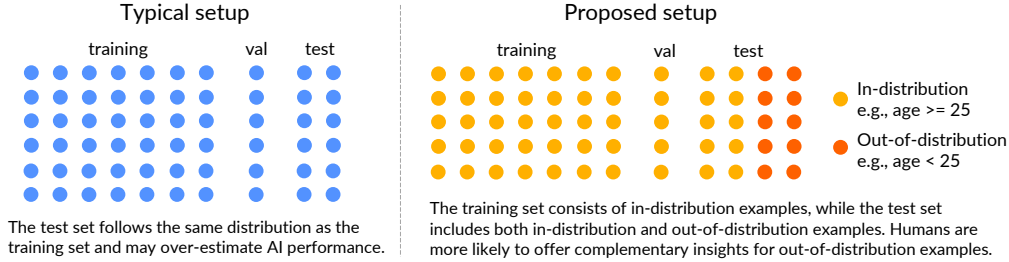 Typical setup
training val test
The test set follows the same distribution as the
training set and may over-estimate AI performance.
Proposed setup
training val test
In-distribution
e.g., age >= 25
Out-of-distribution
e.g., age < 25
The training set consists of in-distribution examples, while the test set
includes both in-distribution and out-of-distribution examples. Humans are
more likely to offer complementary insights for out-of-distribution examples.